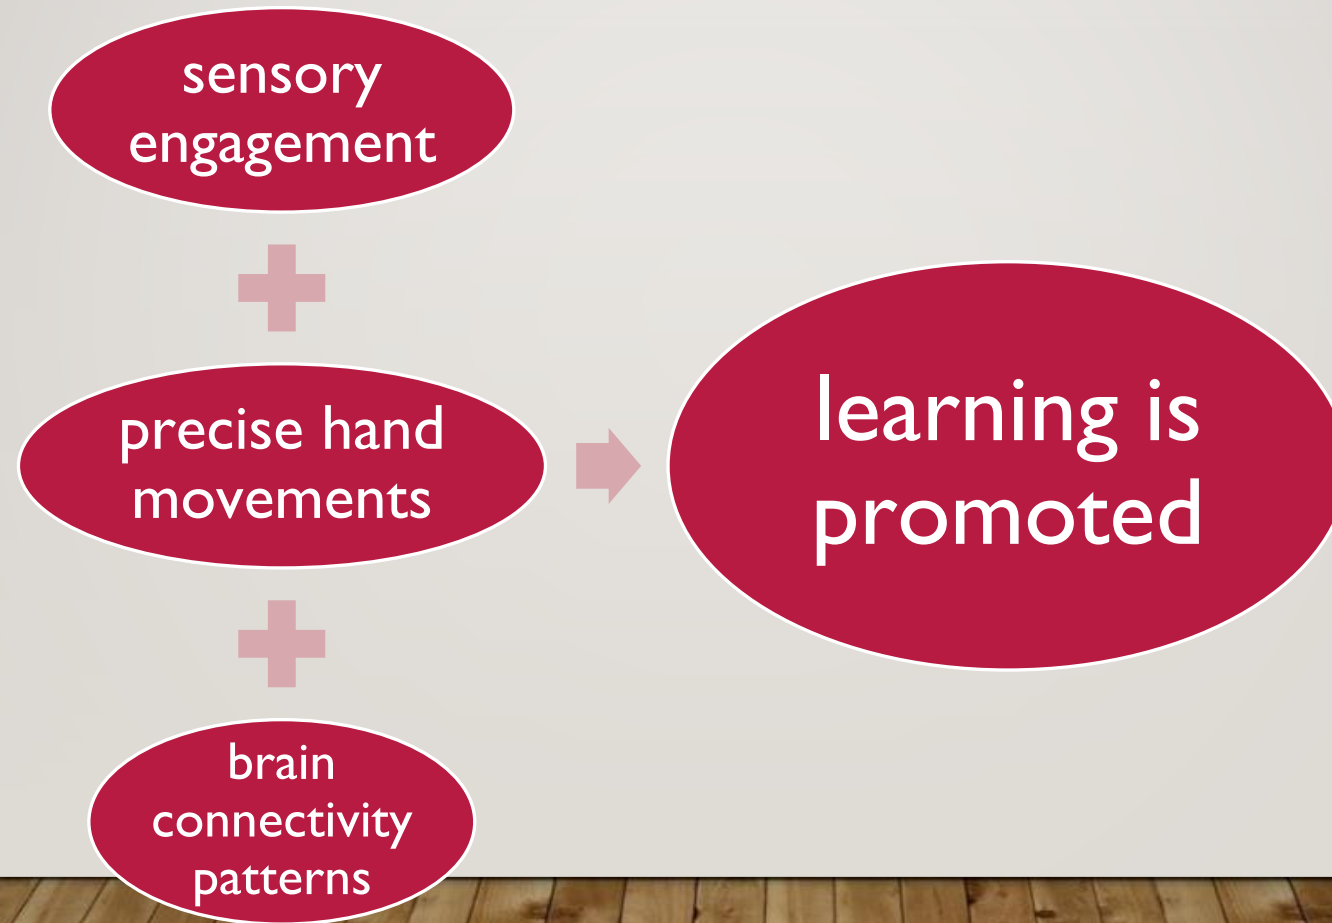 sensory
engagement
precise hand
movements
brain
connectivity
patterns
learning is
promoted